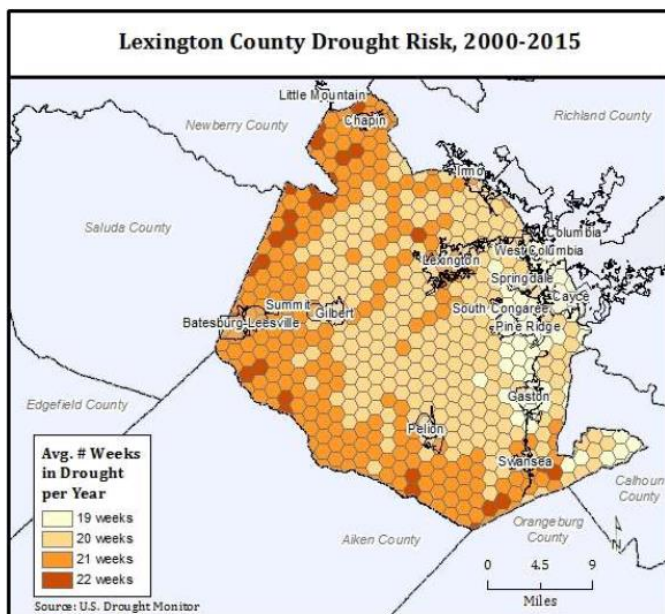 Lexington County Drought Risk, 2000-2015
Little Mountain
Newberry County
Chapin
Richland County
Irmo
Saluda County
Columbia
West Columbia
Lexington
Springdale
Cayce
Summit
Gilbert
South Congaree
Batesburg-Leesville
Pine Ridge
Edgefield County
Gaston
Pelion
Swansea
Calhoun
County
Orangeburg
County
Aiken County
Avg. # Weeks
in Drought
per Year
19 weeks
20 weeks
21 weeks
22 weeks
Source: U.S. Drought Monitor
N
0 4.5 9
Miles